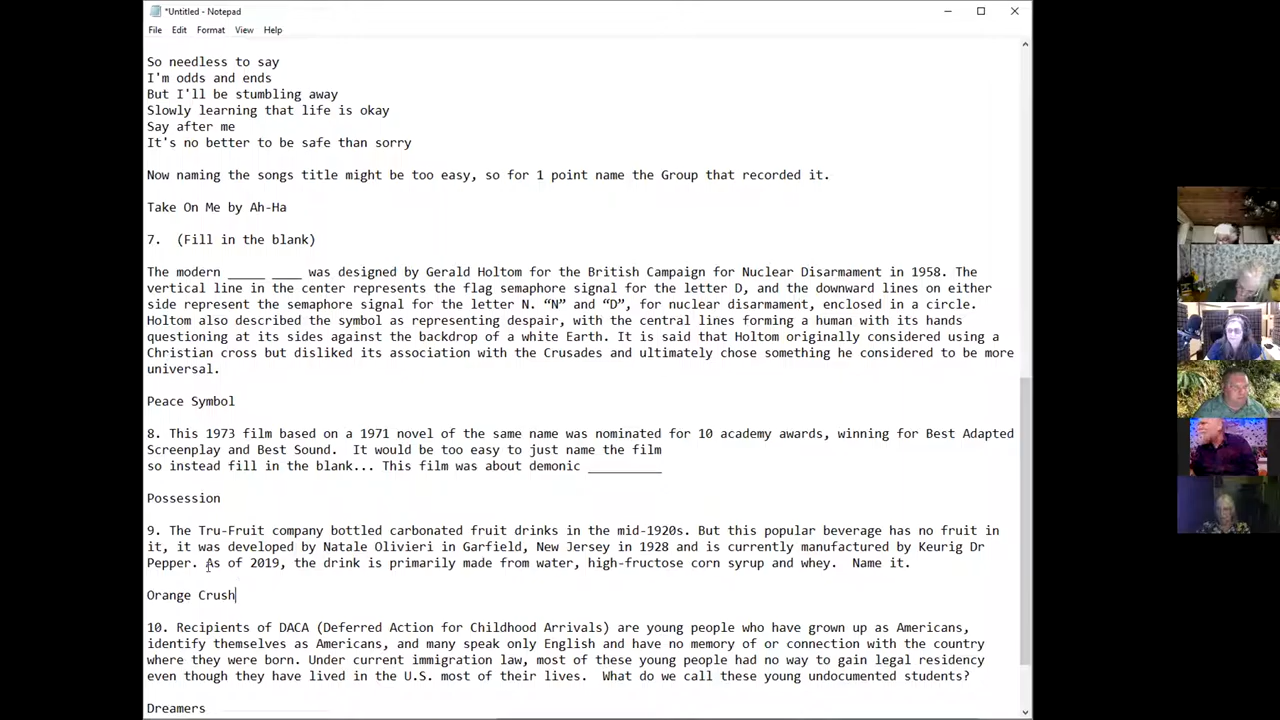 *Untitled - Notepad
File Edit Format View Help
So needless to say
I'm odds and ends
But I'll be stumbling away
Slowly learning that life is okay
Say after me
It's no better to be safe than sorry
Now naming the songs title might be too easy, so for 1 point name the Group that recorded it.
Take On Me by Ah-Ha
7. (Fill in the blank)
The modern _____ ____ was designed by Gerald Holtom for the British Campaign for Nuclear Disarmament in 1958. The
vertical line in the center represents the flag semaphore signal for the letter D, and the downward lines on either
side represent the semaphore signal for the letter N. “N” and “D”, for nuclear disarmament, enclosed in a circle.
Holtom also described the symbol as representing despair, with the central lines forming a human with its hands
questioning at its sides against the backdrop of a white Earth. It is said that Holtom originally considered using a
Christian cross but disliked its association with the Crusades and ultimately chose something he considered to be more
universal.
Peace Symbol
8. This 1973 film based on a 1971 novel of the same name was nominated for 10 academy awards, winning for Best Adapted
Screenplay and Best Sound. It would be too easy to just name the film
so instead fill in the blank... This film was about demonic __________
Possession
9. The Tru-Fruit company bottled carbonated fruit drinks in the mid-1920s. But this popular beverage has no fruit in
it, it was developed by Natale Olivieri in Garfield, New Jersey in 1928 and is currently manufactured by Keurig Dr
Pepper. As of 2019, the drink is primarily made from water, high-fructose corn syrup and whey. Name it.
Orange Crush
10. Recipients of DACA (Deferred Action for Childhood Arrivals) are young people who have grown up as Americans,
identify themselves as Americans, and many speak only English and have no memory of or connection with the country
where they were born. Under current immigration law, most of these young people had no way to gain legal residency
even though they have lived in the U.S. most of their lives. What do we call these young undocumented students?
Dreamers